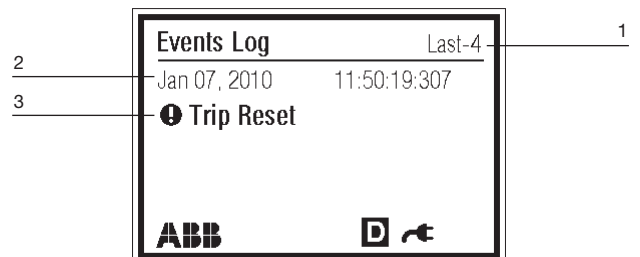 Events Log Last-4 1
2 Jan 07, 2010 11:50:19:307
3 Trip Reset
ABB D